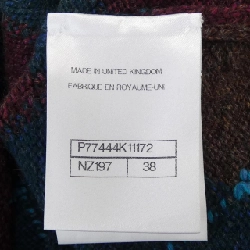 MADE IN UNITED KINGDOM
FABRIQUE EN ROYAUME-UNI
P77444K11172
NZ197 38